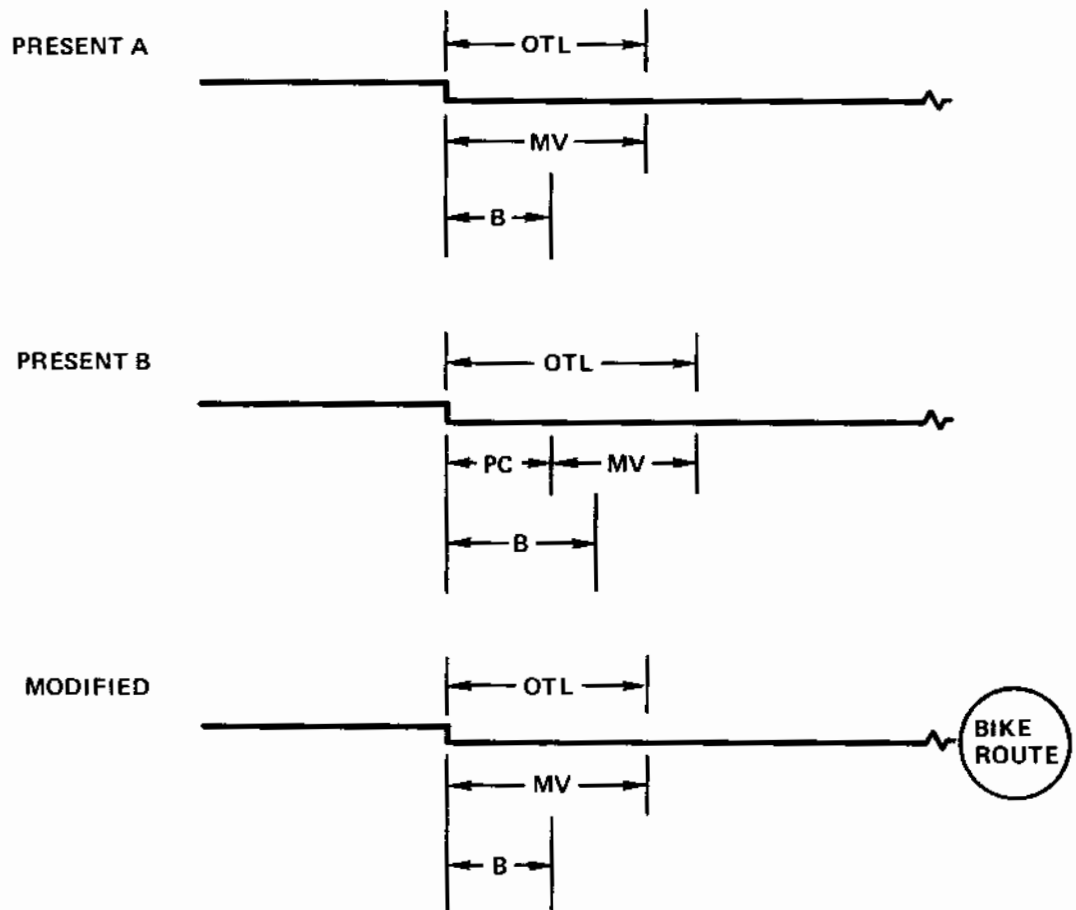 PRESENT A
OTL
MV
B
PRESENT B
OTL
PC MV
B
MODIFIED
OTL
BIKE
ROUTE
MV
B